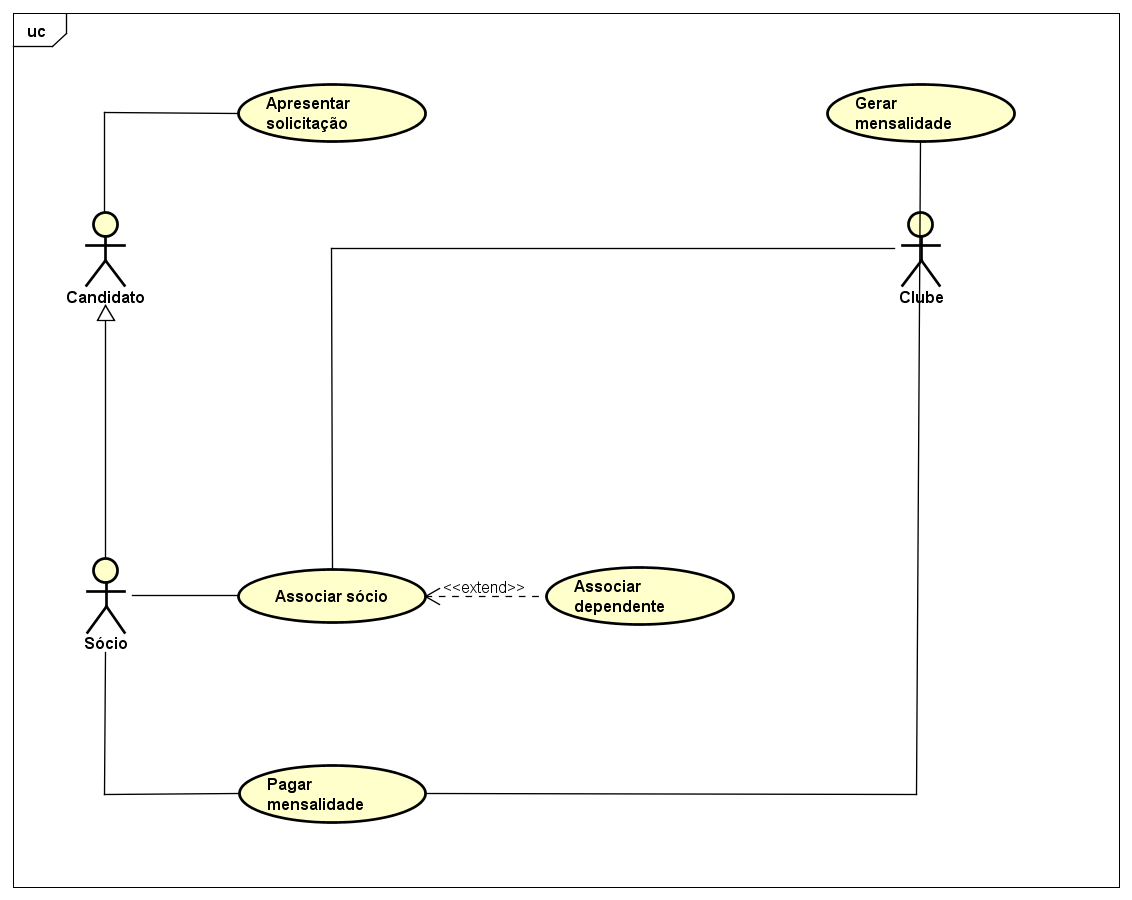 uc
Apresentar
solicitação
Gerar
mensalidade
Candidato
Clube
Associar sócio
<<extend>>
Associar
dependente
Sócio
Pagar
mensalidade